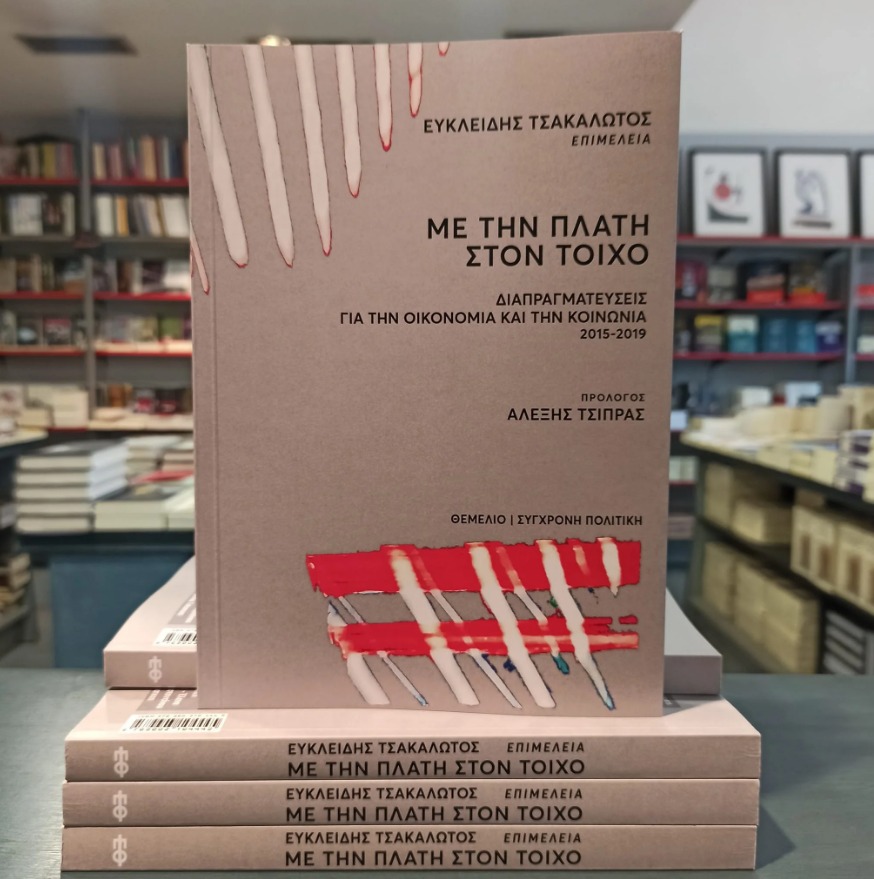 ΕΥΚΛΕΙΔΗΣ ΤΣΑΚΑΛΩΤΟΣ
ΕΠΙΜΕΛΕΙΑ
ΜΕ ΤΗΝ ΠΛΑΤΗ
ΣΤΟΝ ΤΟΙΧΟ
ΔΙΑΠΡΑΓΜΑΤΕΥΣΕΙΣ
ΓΙΑ ΤΗΝ ΟΙΚΟΝΟΜΙΑ ΚΑΙ ΤΗΝ ΚΟΙΝΩΝΙΑ
2015-2019
ΠΡΟΛΟΓΟΣ
ΑΛΕΞΗΣ ΤΣΙΠΡΑΣ
ΘΕΜΕΛΙΟ | ΣΥΓΧΡΟΝΗ ΠΟΛΙΤΙΚΗ
ΕΥΚΛΕΙΔΗΣ ΤΣΑΚΑΛΩΤΟΣ ΕΠΙΜΕΛΕΙΑ
ΜΕ ΤΗΝ ΠΛΑΤΗ ΣΤΟΝ ΤΟΙΧΟ
ΕΥΚΛΕΙΔΗΣ ΤΣΑΚΑΛΩΤΟΣ ΕΠΙΜΕΛΕΙΑ
ΜΕ ΤΗΝ ΠΛΑΤΗ ΣΤΟΝ ΤΟΙΧΟ
ΕΥΚΛΕΙΔΗΣ ΤΣΑΚΑΛΩΤΟΣ ΕΠΙΜΕΛΕΙΑ
ΜΕ ΤΗΝ ΠΛΑΤΗ ΣΤΟΝ ΤΟΙΧΟ